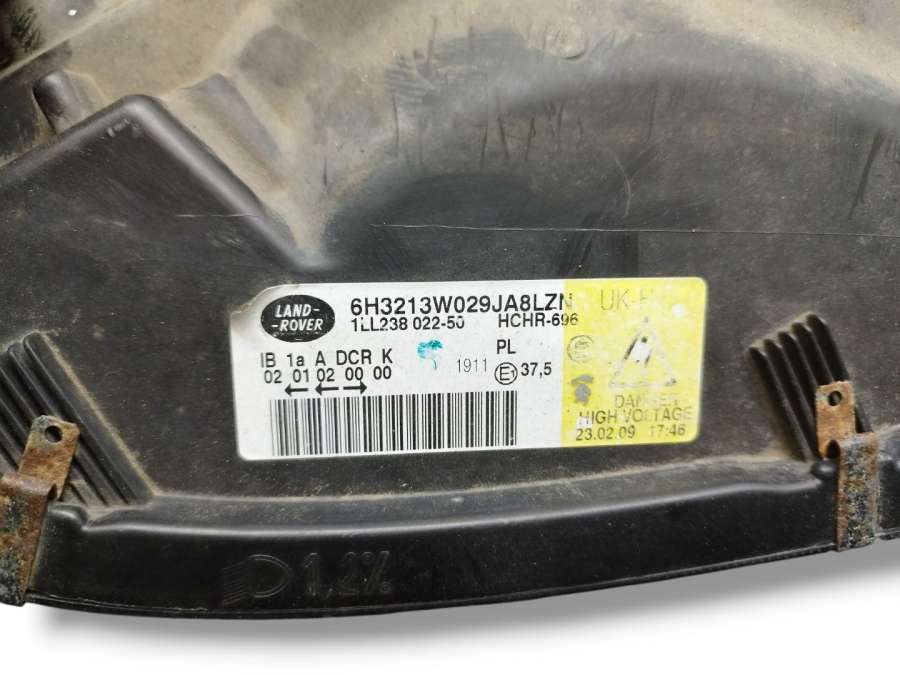 LAND-
-ROVER
6H3213W029JA8LZN
1LL238 022-50 HCHR-696
IB 1a A DCR K
02 01 02 00 00
PL
1911 E1 37,5
DANGER
HIGH VOLTAGE
23.02.09 17:46
1,2%